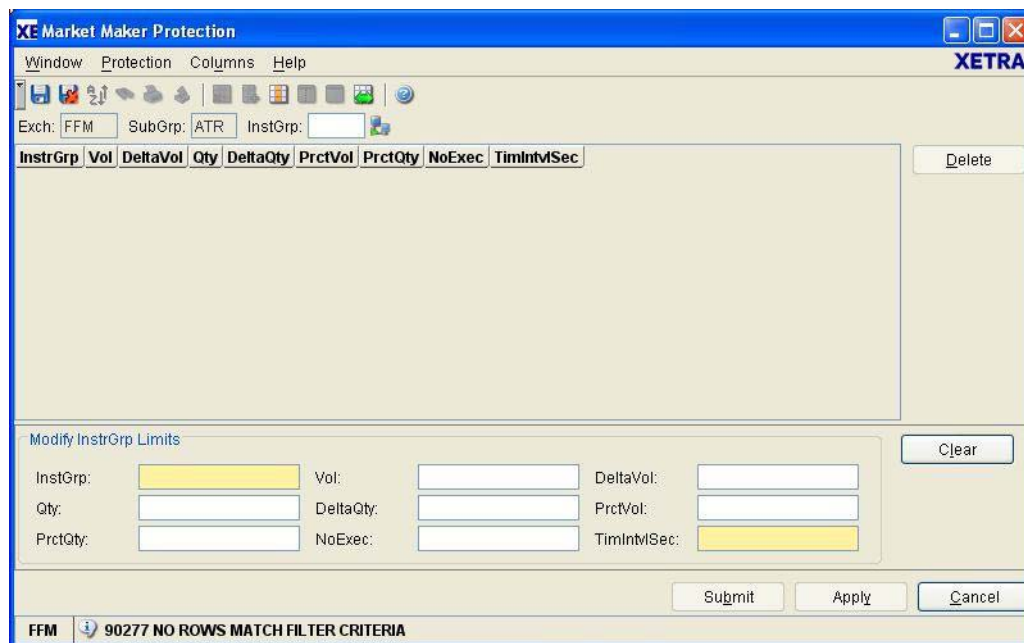 XE Market Maker Protection
Window Protection Columns Help
XETRA
Exch: FFM SubGrp: ATR InstGrp:
InstrGrp Vol DeltaVol Qty DeltaQty PrctVol PrctQty NoExec TimIntvlSec
Delete
Modify InstrGrp Limits
Clear
InstGrp: Vol: DeltaVol:
Qty: DeltaQty: PrctVol:
PrctQty: NoExec: TimIntvlSec:
Submit Apply Cancel
FFM 90277 NO ROWS MATCH FILTER CRITERIA